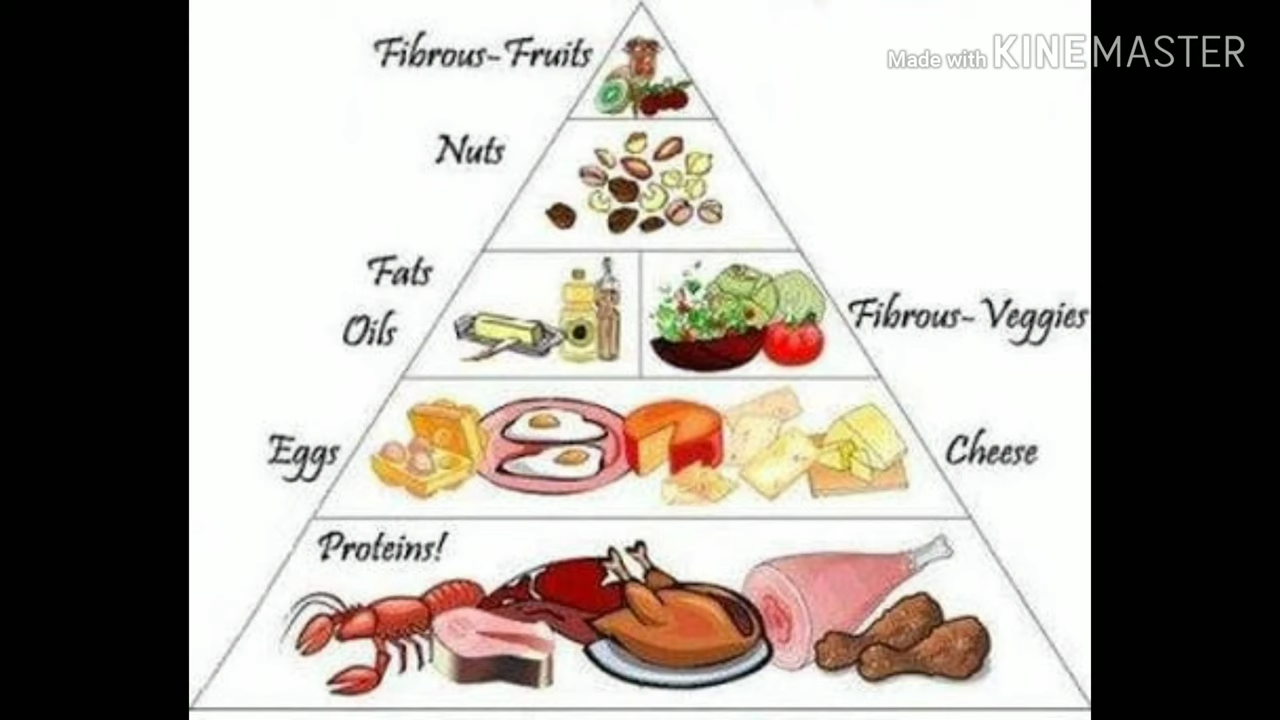 Fibrous-Fruits
Made with KINEMASTER
Nuts
Fats
Oils
Fibrous-Veggies
Eggs
Cheese
Proteins!